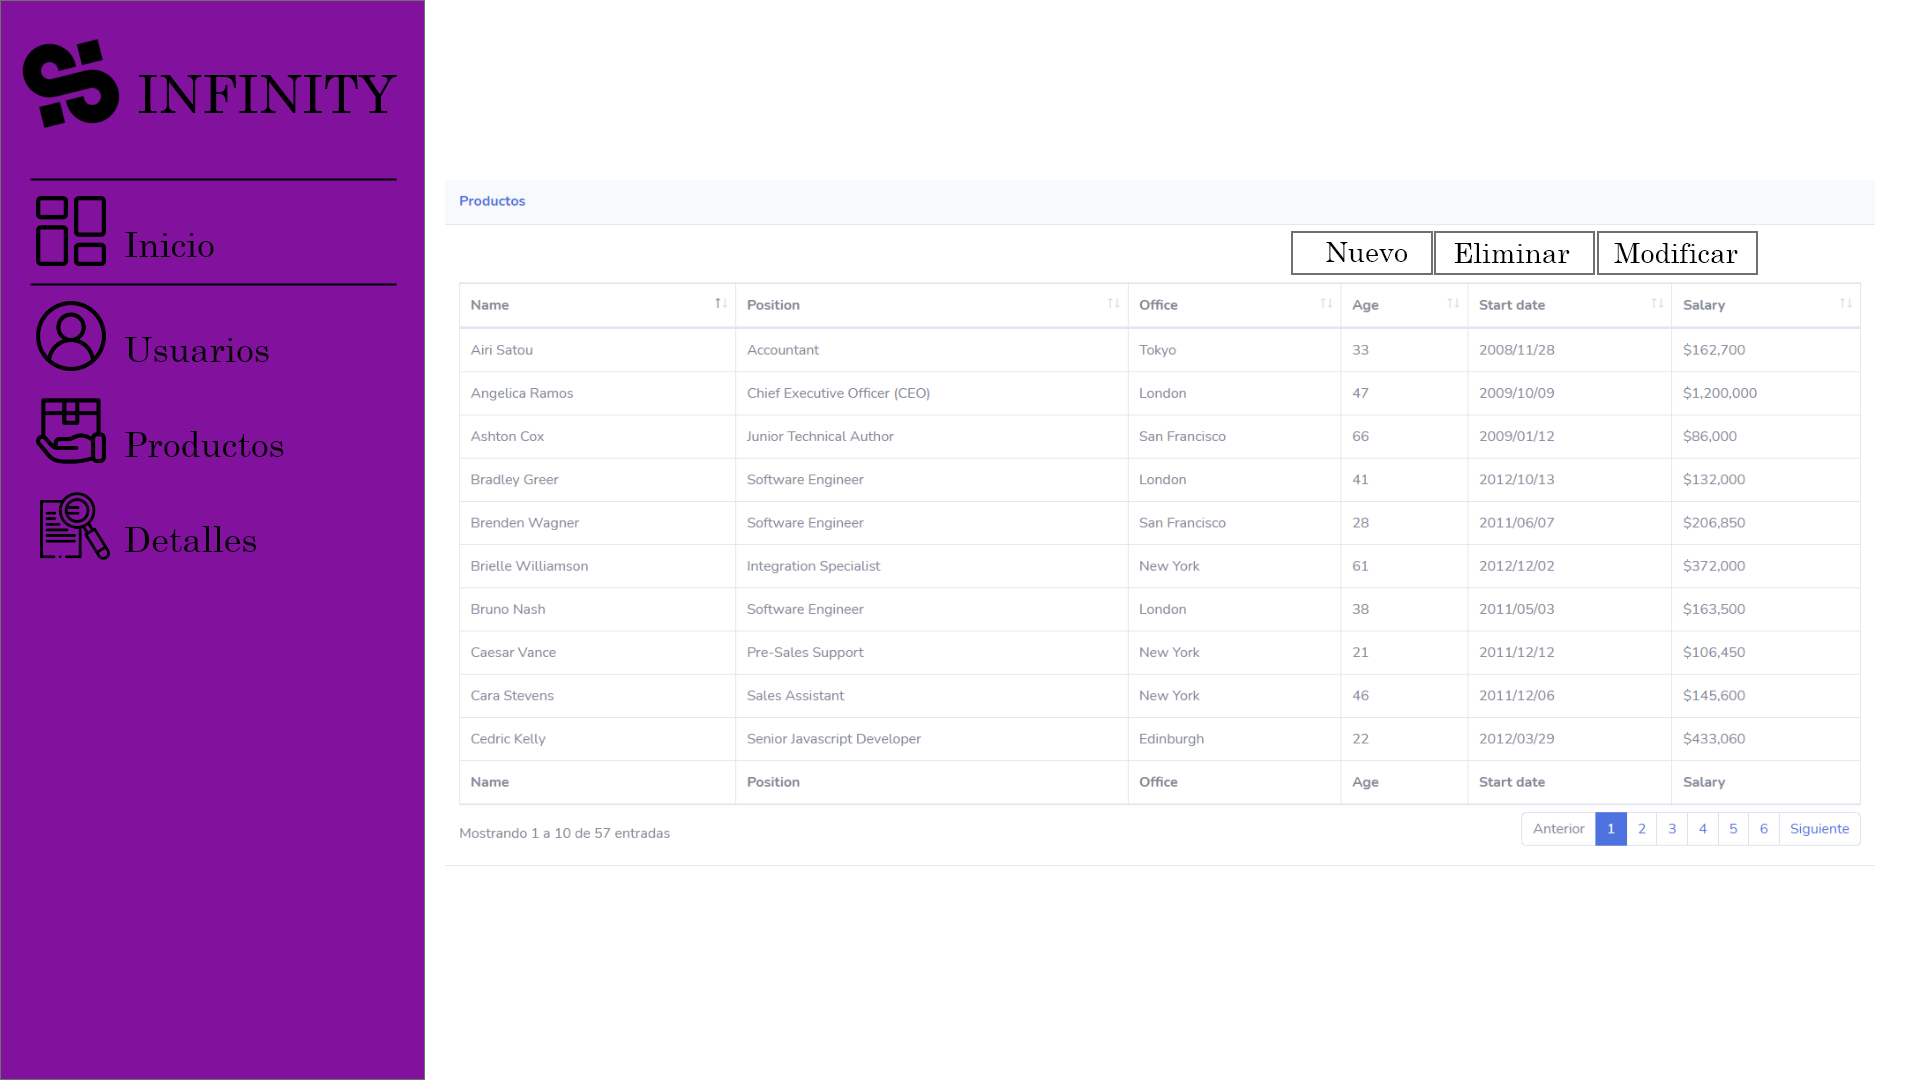 INFINITY
Inicio
Usuarios
Productos
Detalles
Productos
Nuevo Eliminar Modificar
Name Position Office Age Start date Salary
Airi Satou Accountant Tokyo 33 2008/11/28 $162,700
Angelica Ramos Chief Executive Officer (CEO) London 47 2009/10/09 $1,200,000
Ashton Cox Junior Technical Author San Francisco 66 2009/01/12 $86,000
Bradley Greer Software Engineer London 41 2012/10/13 $132,000
Brenden Wagner Software Engineer San Francisco 28 2011/06/07 $206,850
Brielle Williamson Integration Specialist New York 61 2012/12/02 $372,000
Bruno Nash Software Engineer London 38 2011/05/03 $163,500
Caesar Vance Pre-Sales Support New York 21 2011/12/12 $106,450
Cara Stevens Sales Assistant New York 46 2011/12/06 $145,600
Cedric Kelly Senior Javascript Developer Edinburgh 22 2012/03/29 $433,060
Name Position Office Age Start date Salary
Mostrando 1 a 10 de 57 entradas Anterior 1 2 3 4 5 6 Siguiente